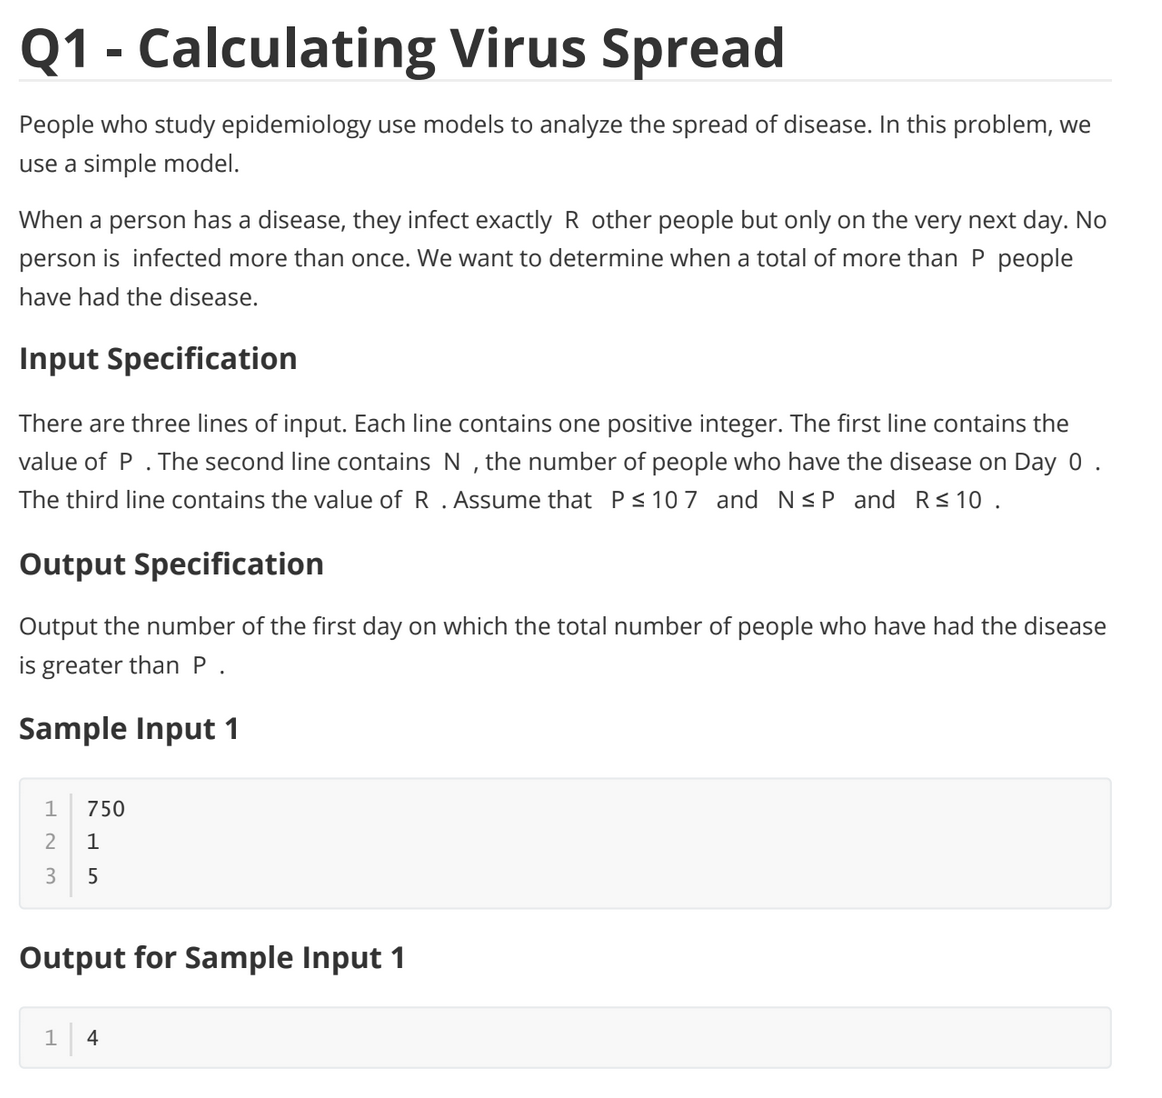 Q1 - Calculating Virus Spread
People who study epidemiology use models to analyze the spread of disease. In this problem, we
use a simple model.
When a person has a disease, they infect exactly R other people but only on the very next day. No
person is infected more than once. We want to determine when a total of more than P people
have had the disease.
Input Specification
There are three lines of input. Each line contains one positive integer. The first line contains the
value of P . The second line contains N , the number of people who have the disease on Day 0 .
The third line contains the value of R . Assume that P ≤ 10 7 and N ≤ P and R ≤ 10 .
Output Specification
Output the number of the first day on which the total number of people who have had the disease
is greater than P .
Sample Input 1
1 750
2 1
3 5
Output for Sample Input 1
1 4